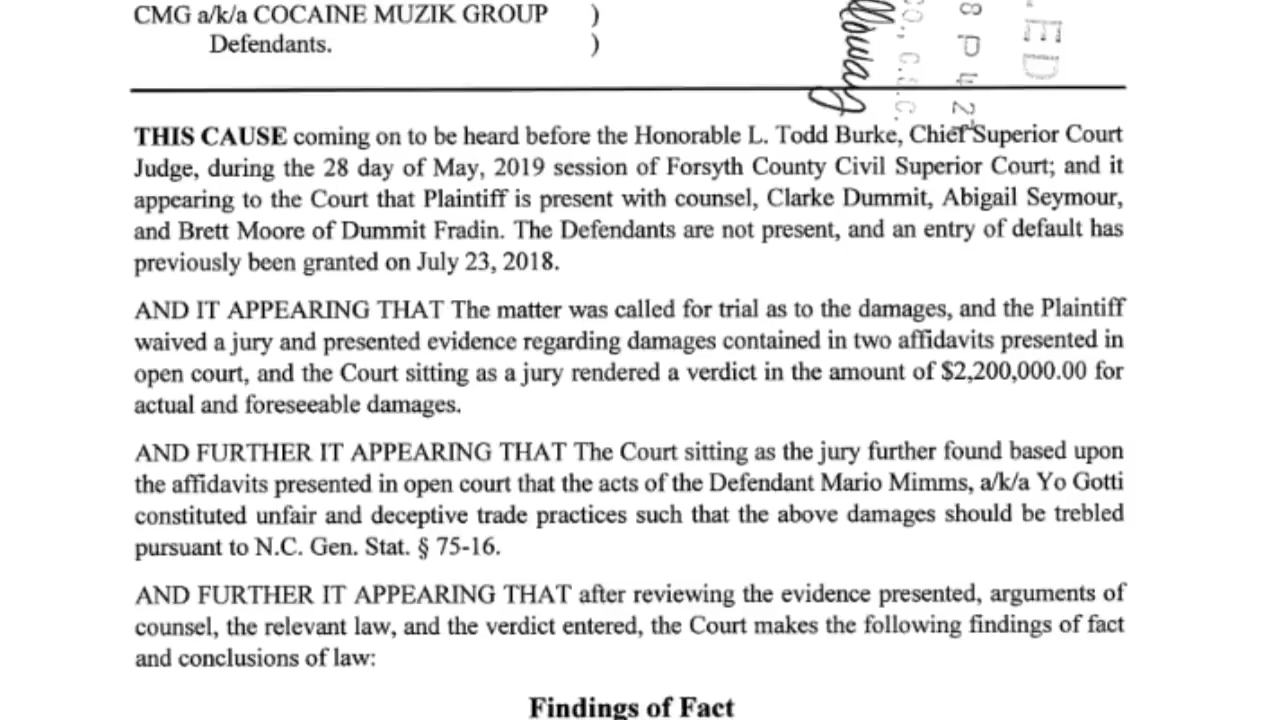 CMG a/k/a COCAINE MUZIK GROUP )
Defendants. )
CO., C.S.C.
8 P 4 2
ED
THIS CAUSE coming on to be heard before the Honorable L. Todd Burke, Chief Superior Court
Judge, during the 28 day of May, 2019 session of Forsyth County Civil Superior Court; and it
appearing to the Court that Plaintiff is present with counsel, Clarke Dummit, Abigail Seymour,
and Brett Moore of Dummit Fradin. The Defendants are not present, and an entry of default has
previously been granted on July 23, 2018.
AND IT APPEARING THAT The matter was called for trial as to the damages, and the Plaintiff
waived a jury and presented evidence regarding damages contained in two affidavits presented in
open court, and the Court sitting as a jury rendered a verdict in the amount of $2,200,000.00 for
actual and foreseeable damages.
AND FURTHER IT APPEARING THAT The Court sitting as the jury further found based upon
the affidavits presented in open court that the acts of the Defendant Mario Mimms, a/k/a Yo Gotti
constituted unfair and deceptive trade practices such that the above damages should be trebled
pursuant to N.C. Gen. Stat. § 75-16.
AND FURTHER IT APPEARING THAT after reviewing the evidence presented, arguments of
counsel, the relevant law, and the verdict entered, the Court makes the following findings of fact
and conclusions of law:
Findings of Fact